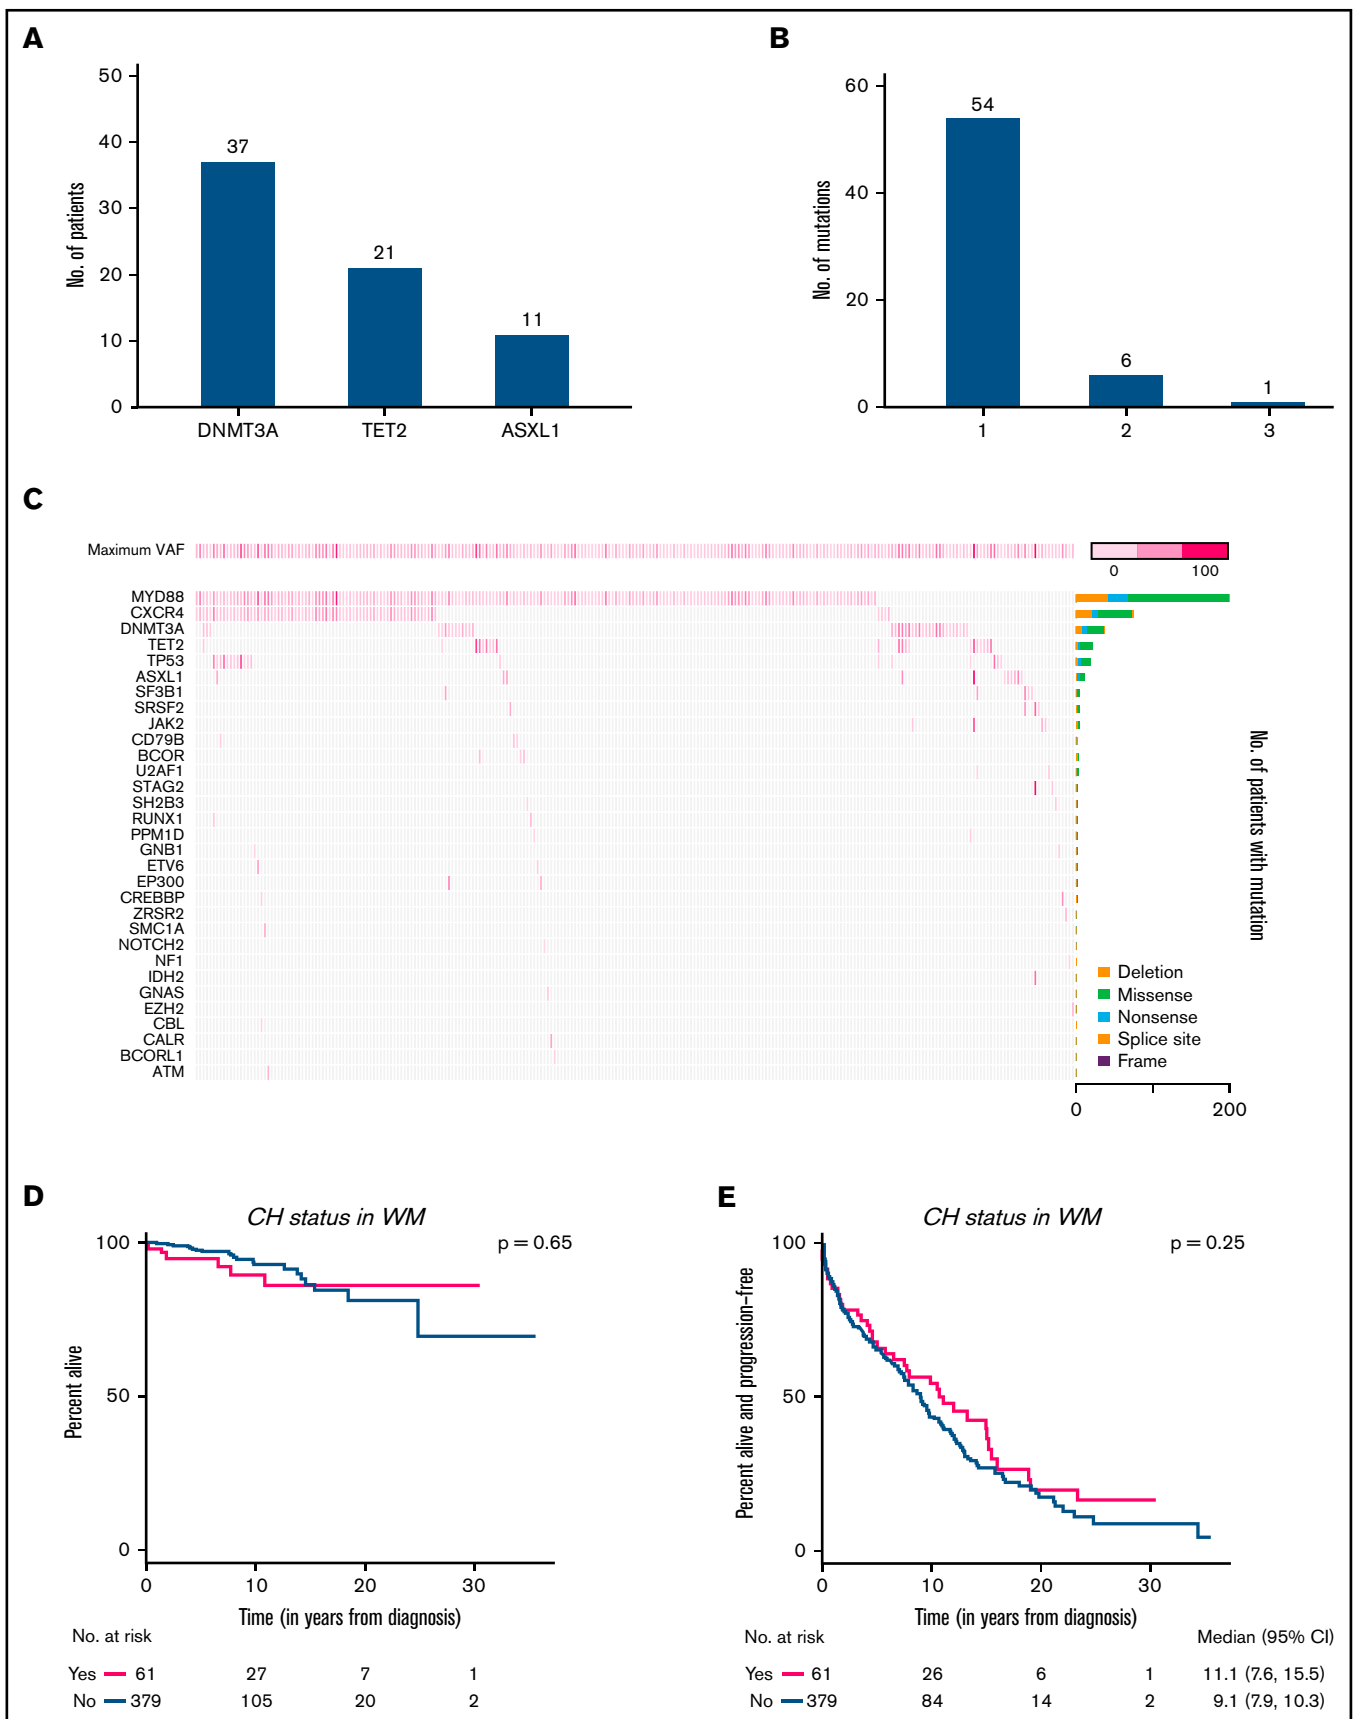 A
50
40
30
20
10
0
No. of patients
37
21
11
DNMT3A TET2 ASXL1
B
60
40
20
0
No. of mutations
54
6
1
1 2 3
C
Maximum VAF
0 100
MYD88
CXCR4
DNMT3A
TET2
TP53
ASXL1
SF3B1
SRSF2
JAK2
CD79B
BCOR
U2AF1
STAG2
SH2B3
RUNX1
PPM1D
GNB1
ETV6
EP300
CREBBP
ZRSR2
SMC1A
NOTCH2
NF1
IDH2
GNAS
EZH2
CBL
CALR
BCORL1
ATM
No. of patients with mutation
Deletion
Missense
Nonsense
Splice site
Frame
0 200
D
CH status in WM
p = 0.65
100
50
0
Percent alive
0 10 20 30
Time (in years from diagnosis)
No. at risk
Yes 61 27 7 1
No 379 105 20 2
E
CH status in WM
p = 0.25
100
50
0
Percent alive and progression-free
0 10 20 30
Time (in years from diagnosis)
No. at risk Median (95% CI)
Yes 61 26 6 1 11.1 (7.6, 15.5)
No 379 84 14 2 9.1 (7.9, 10.3)